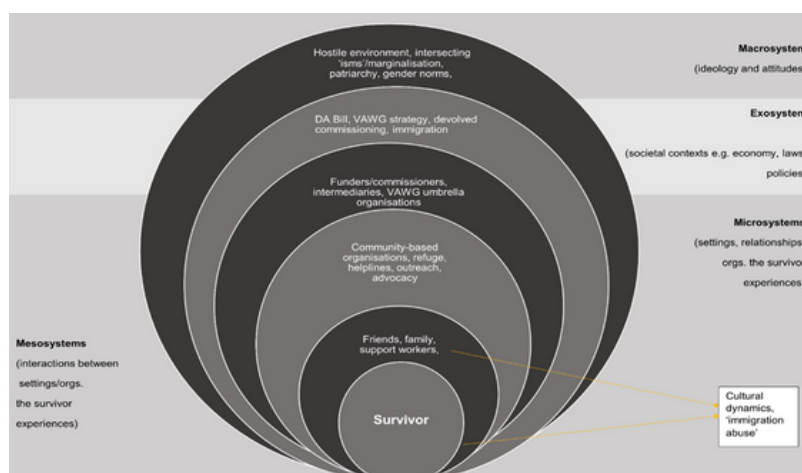 Hostile environment, intersecting
'isms'/marginalisation,
patriarchy, gender norms,
DA Bill, VAWG strategy, devolved
commissioning, immigration
Funders/commissioners,
intermediaries, VAWG umbrella
organisations
Community-based
organisations, refuge,
helplines, outreach,
advocacy
Friends, family,
support workers,
Survivor
Macrosystem
(ideology and attitudes
Exosystem
(societal contexts e.g. economy, laws
policies
Microsystems
(settings, relationships
orgs. the survivor
experiences
Mesosystems
(interactions between
settings/orgs.
the survivor
experiences)
Cultural
dynamics,
'immigration
abuse'